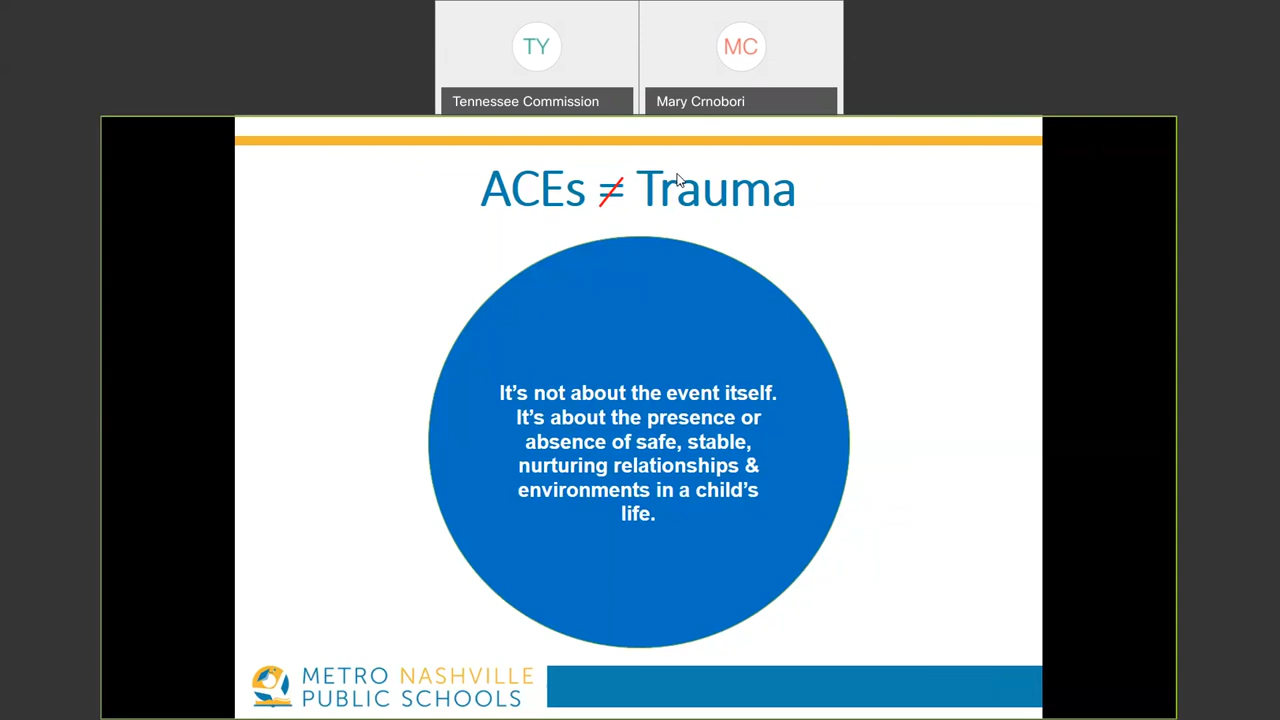 TY
MC
Tennessee Commission
Mary Crnobori
ACEs ≠ Trauma
It's not about the event itself.
It's about the presence or
absence of safe, stable,
nurturing relationships &
environments in a child's
life.
METRO NASHVILLE
PUBLIC SCHOOLS